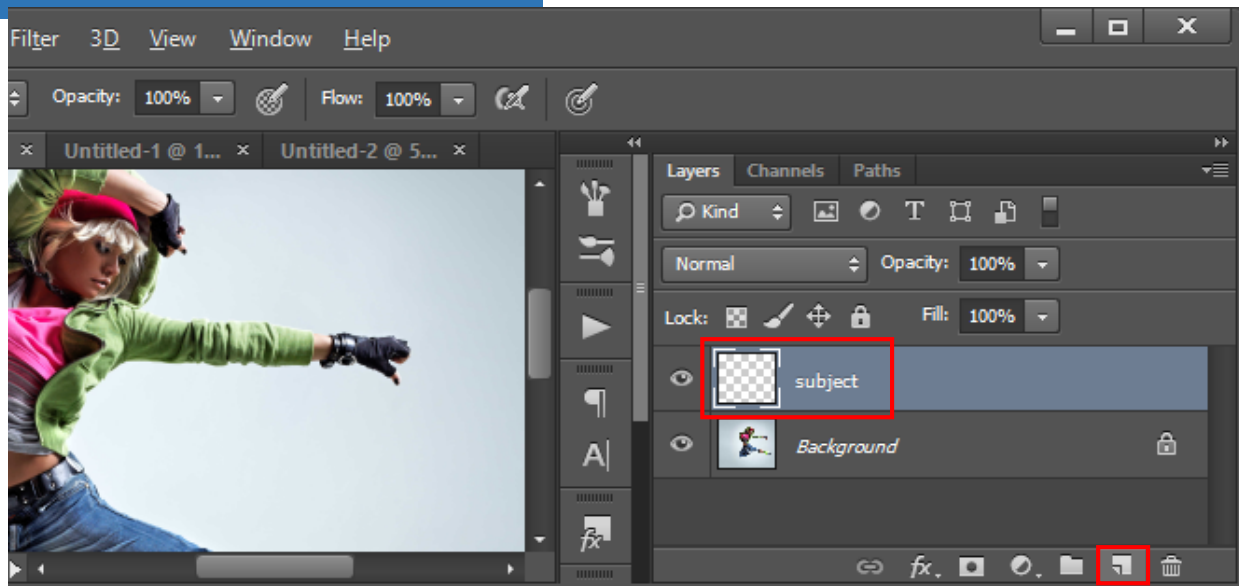 Filter 3D View Window Help
Opacity: 100% Flow: 100%
× Untitled-1 @ 1... × Untitled-2 @ 5... ×
Layers Channels Paths
Kind T
Normal Opacity: 100%
Lock: Fill: 100%
subject
Background
A|
fx
fx.